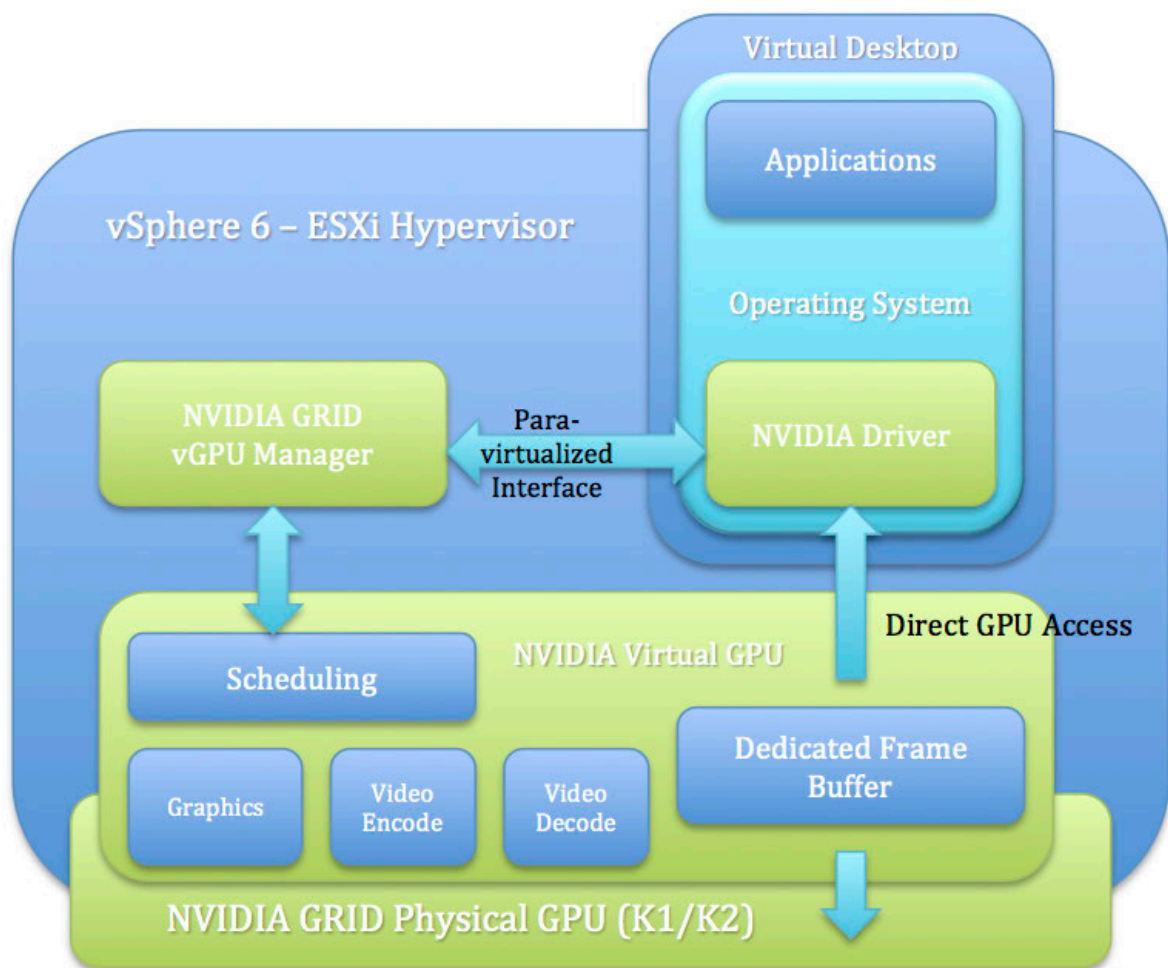 Virtual Desktop
Applications
vSphere 6 – ESXi Hypervisor
Operating System
NVIDIA GRID
vGPU Manager
Para-
virtualized
Interface
NVIDIA Driver
Direct GPU Access
NVIDIA Virtual GPU
Scheduling
Dedicated Frame
Buffer
Graphics
Video
Encode
Video
Decode
NVIDIA GRID Physical GPU (K1/K2)